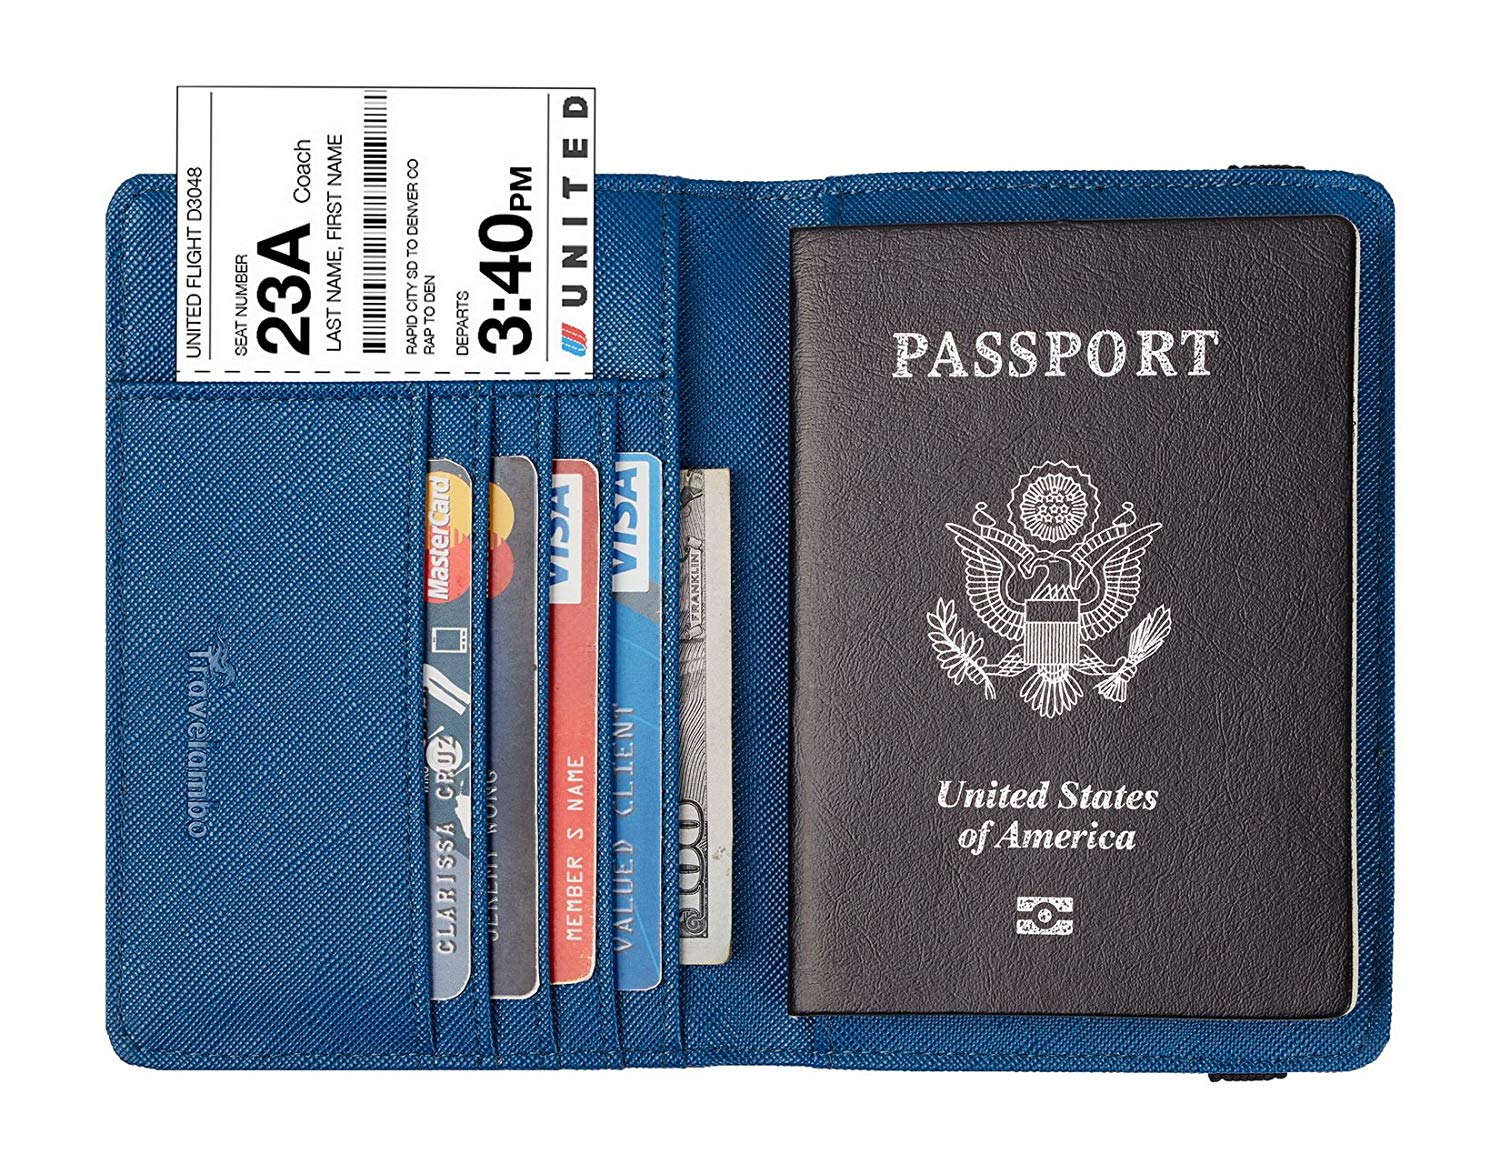 UNITED FLIGHT D3048
SEAT NUMBER
23A Coach
LAST NAME, FIRST NAME
RAPID CITY SD TO DENVER CO
RAP TO DEN
DEPARTS
3:40PM
UNITED
Travelambo
MasterCard
CLARISSA CRUZ
JEREMY WONG
VISA
MEMBER S NAME
VISA
VALUED CLIENT
FRANKLIN
100
PASSPORT
United States
of America